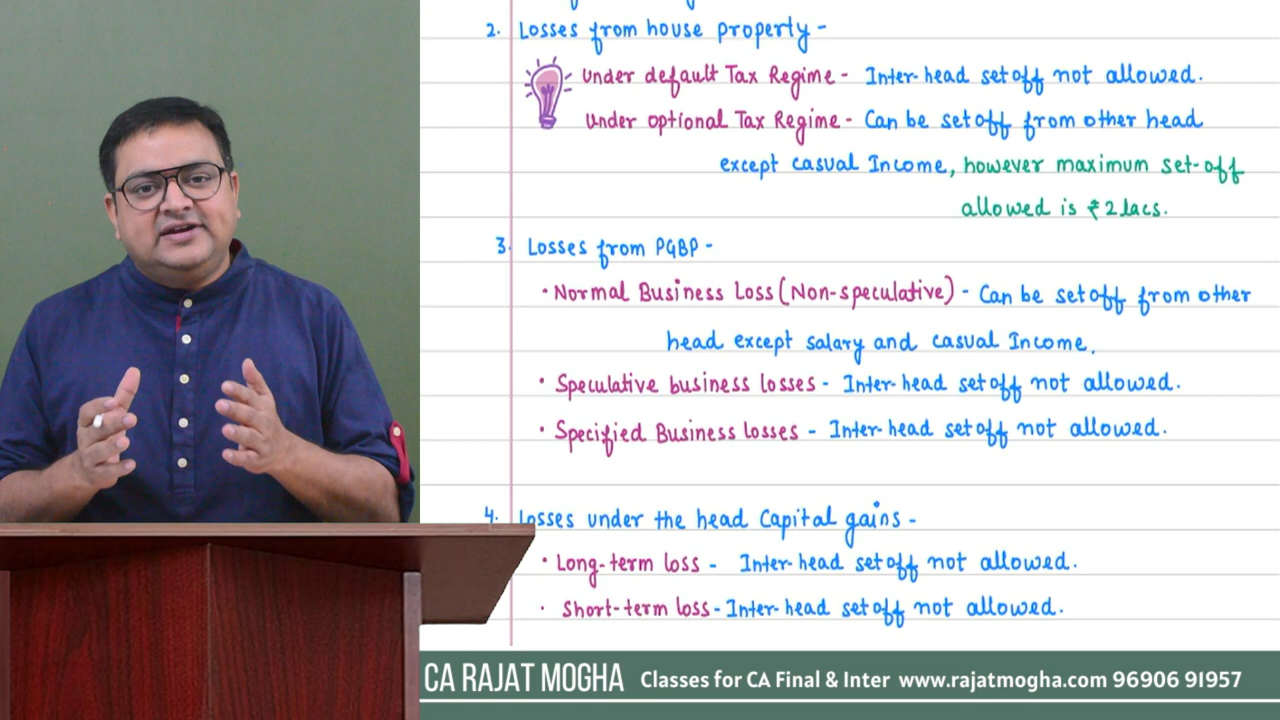 2. Losses from house property -
Under default Tax Regime - Inter-head setoff not allowed.
Under optional Tax Regime - Can be setoff from other head
except casual Income, however maximum set-off
allowed is ₹2 lacs.
3. Losses from PGBP -
• Normal Business Loss (Non-speculative) - Can be setoff from other
head except salary and casual Income.
• Speculative business losses - Inter-head setoff not allowed.
• Specified Business losses - Inter-head setoff not allowed.
4. Losses under the head Capital gains -
• Long-term loss - Inter-head setoff not allowed.
• Short-term loss - Inter-head setoff not allowed.
CA RAJAT MOGHA Classes for CA Final & Inter www.rajatmogha.com 96906 91957